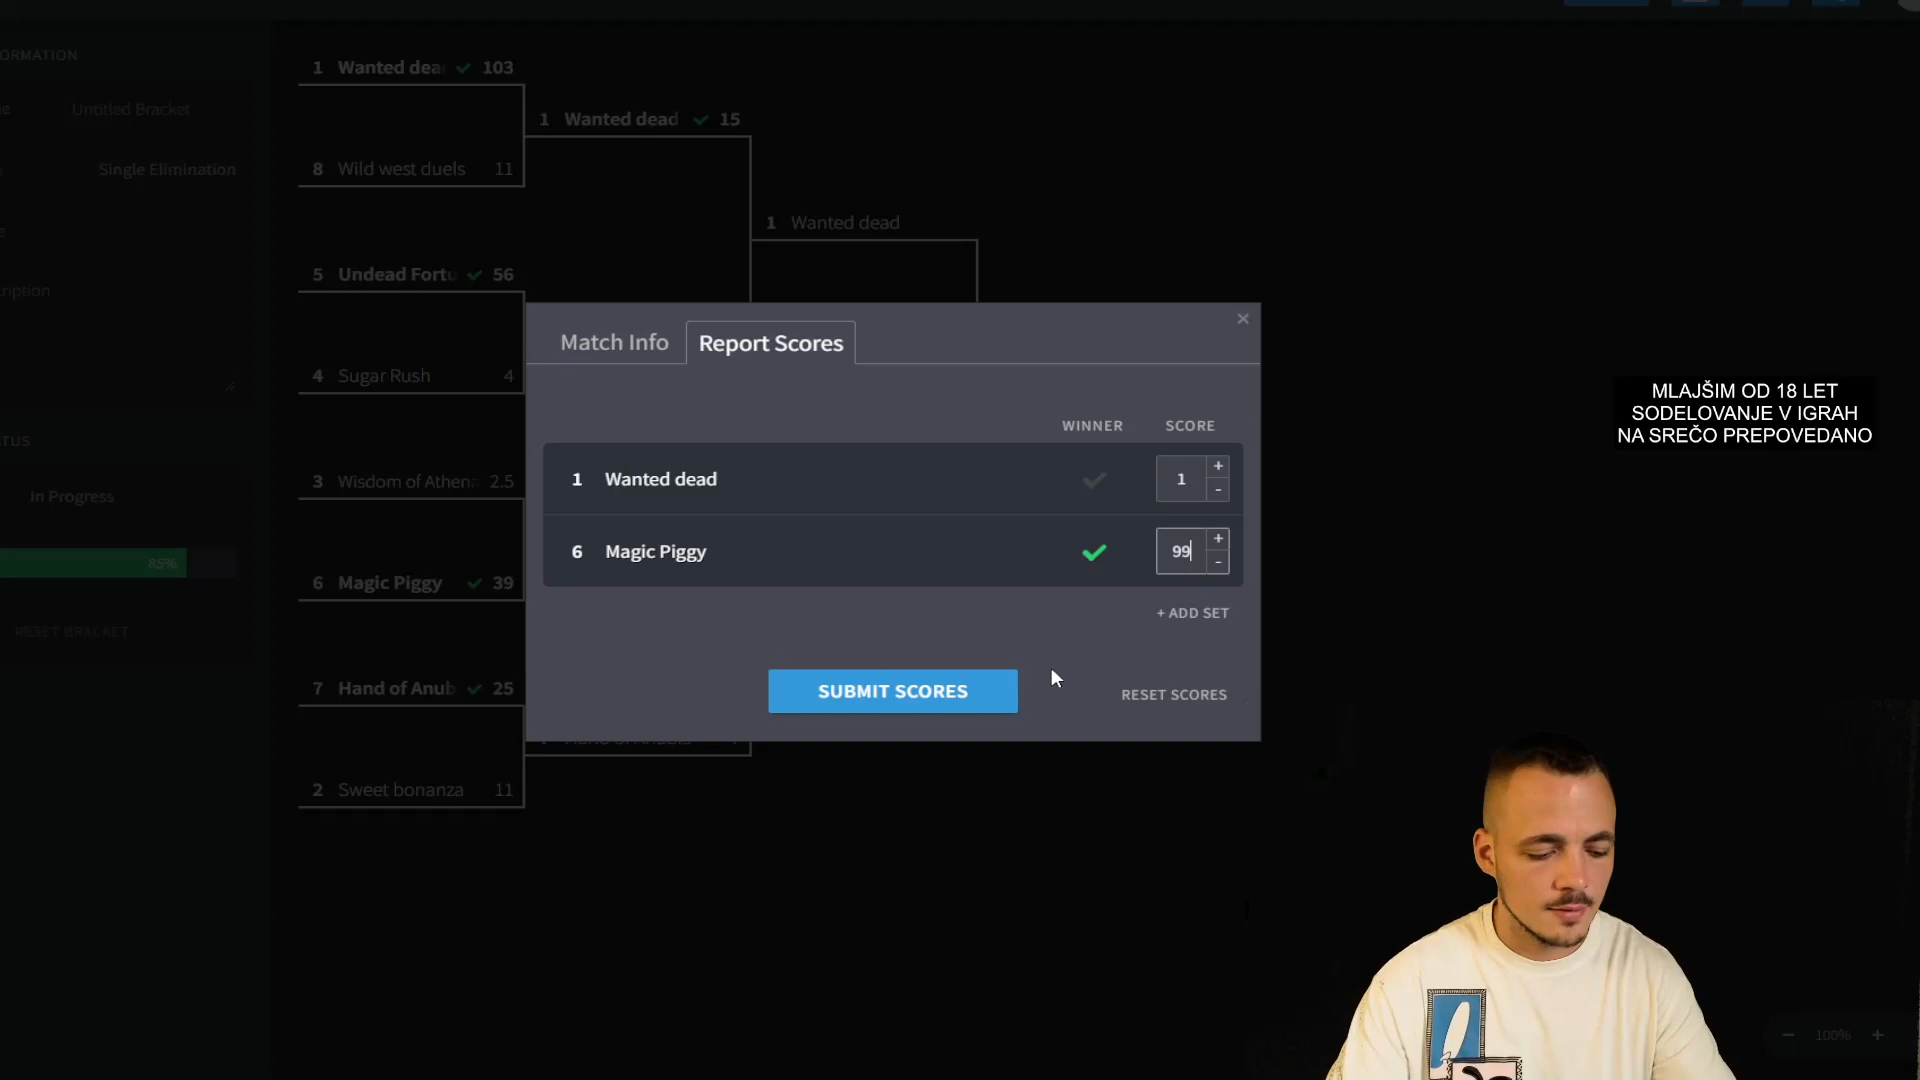 ORMATION
Untitled Bracket
Single Elimination
ription
TUS
In Progress
85%
RESET BRACKET
1 Wanted dea 103
8 Wild west duels 11
5 Undead Fortu 56
4 Sugar Rush 4
3 Wisdom of Athena 2.5
6 Magic Piggy 39
7 Hand of Anub 25
2 Sweet bonanza 11
1 Wanted dead 15
1 Wanted dead
Match Info
Report Scores
×
WINNER SCORE
1 Wanted dead 1 + -
6 Magic Piggy 99 + -
+ ADD SET
SUBMIT SCORES
RESET SCORES
MLAJŠIM OD 18 LET
SODELOVANJE V IGRAH
NA SREČO PREPOVEDANO
− 100% +